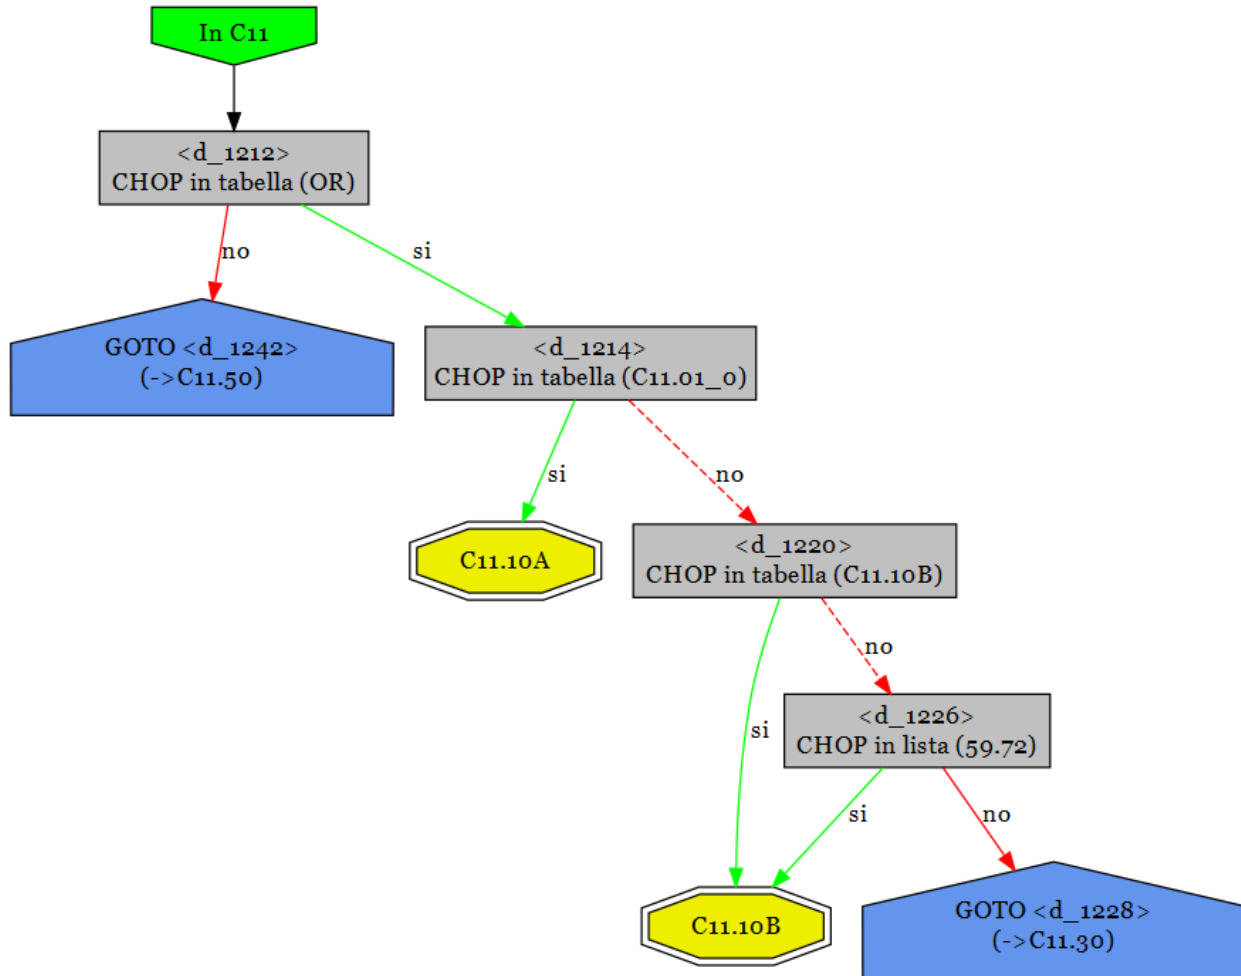 In C11
<d_1212>
CHOP in tabella (OR)
no
si
GOTO <d_1242>
(->C11.50)
<d_1214>
CHOP in tabella (C11.01_0)
si
no
C11.10A
<d_1220>
CHOP in tabella (C11.10B)
no
si
<d_1226>
CHOP in lista (59.72)
si
no
C11.10B
GOTO <d_1228>
(->C11.30)